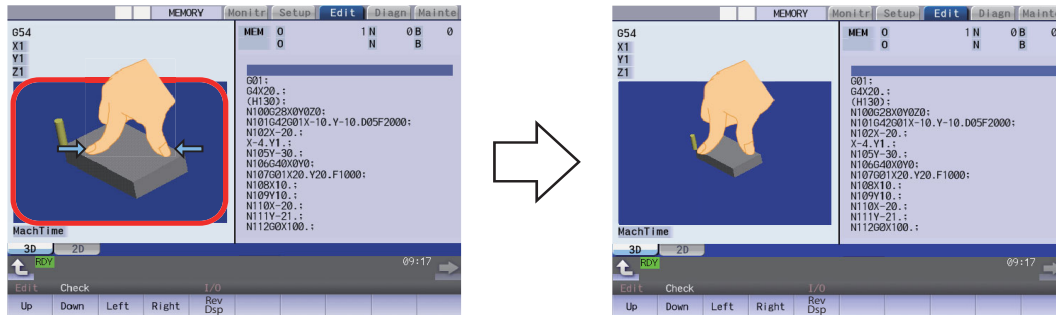 MEMORY Monitr Setup Edit Diagn Mainte
G54 MEM O 1 N 0 B 0
X1 O N B
Y1
Z1
G01;
G4X20.;
(H130);
N100G28X0Y0Z0;
N101G42G01X-10.Y-10.D05F2000;
N102X-20.;
X-4.Y1.;
N105Y-30.;
N106G40X0Y0;
N107G01X20.Y20.F1000;
N108X10.;
N109Y10.;
N110X-20.;
N111Y-21.;
N112G0X100.;
MachTime
3D 2D
RDY 09:17
Edit Check I/O
Up Down Left Right Rev Dsp
MEMORY Monitr Setup Edit Diagn Mainte
G54 MEM O 1 N 0 B 0
X1 O N B
Y1
Z1
G01;
G4X20.;
(H130);
N100G28X0Y0Z0;
N101G42G01X-10.Y-10.D05F2000;
N102X-20.;
X-4.Y1.;
N105Y-30.;
N106G40X0Y0;
N107G01X20.Y20.F1000;
N108X10.;
N109Y10.;
N110X-20.;
N111Y-21.;
N112G0X100.;
MachTime
3D 2D
RDY 09:17
Edit Check I/O
Up Down Left Right Rev Dsp